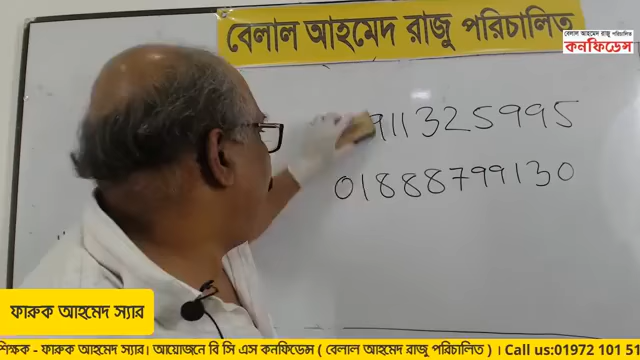 বেলাল আহমেদ রাজু পরিচালিত
বেলাল আহমেদ রাজু পরিচালিত
কনফিডেন্স
911325995
01888799130
ফারুক আহমেদ স্যার
শিক্ষক - ফারুক আহমেদ স্যার। আয়োজনে বি সি এস কনফিডেন্স ( বেলাল আহমেদ রাজু পরিচালিত ) । Call us:01972 101 51